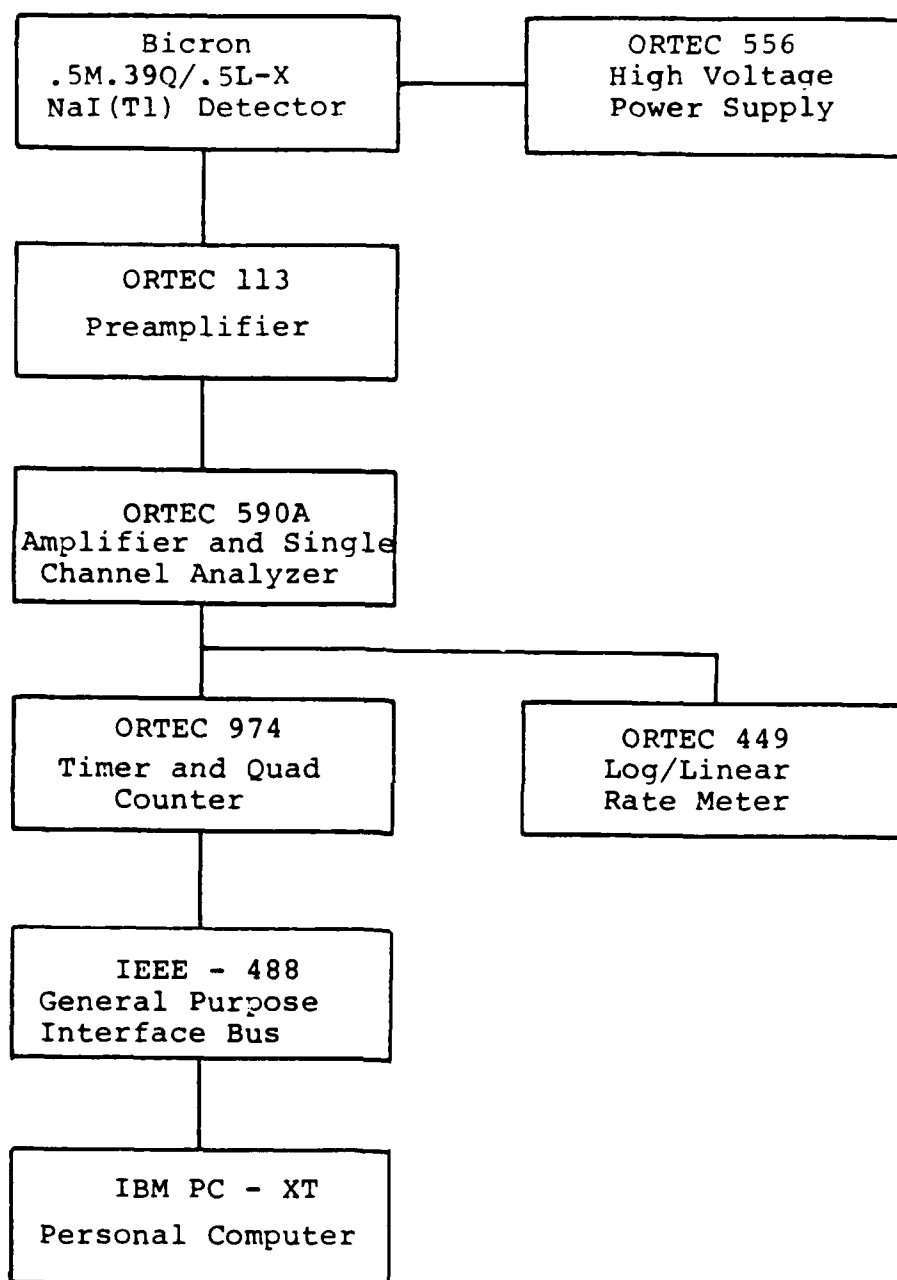 Bicron
.5M.39Q/.5L-X
NaI(Tl) Detector
ORTEC 556
High Voltage
Power Supply
ORTEC 113
Preamplifier
ORTEC 590A
Amplifier and Single
Channel Analyzer
ORTEC 974
Timer and Quad
Counter
ORTEC 449
Log/Linear
Rate Meter
IEEE - 488
General Purpose
Interface Bus
IBM PC - XT
Personal Computer